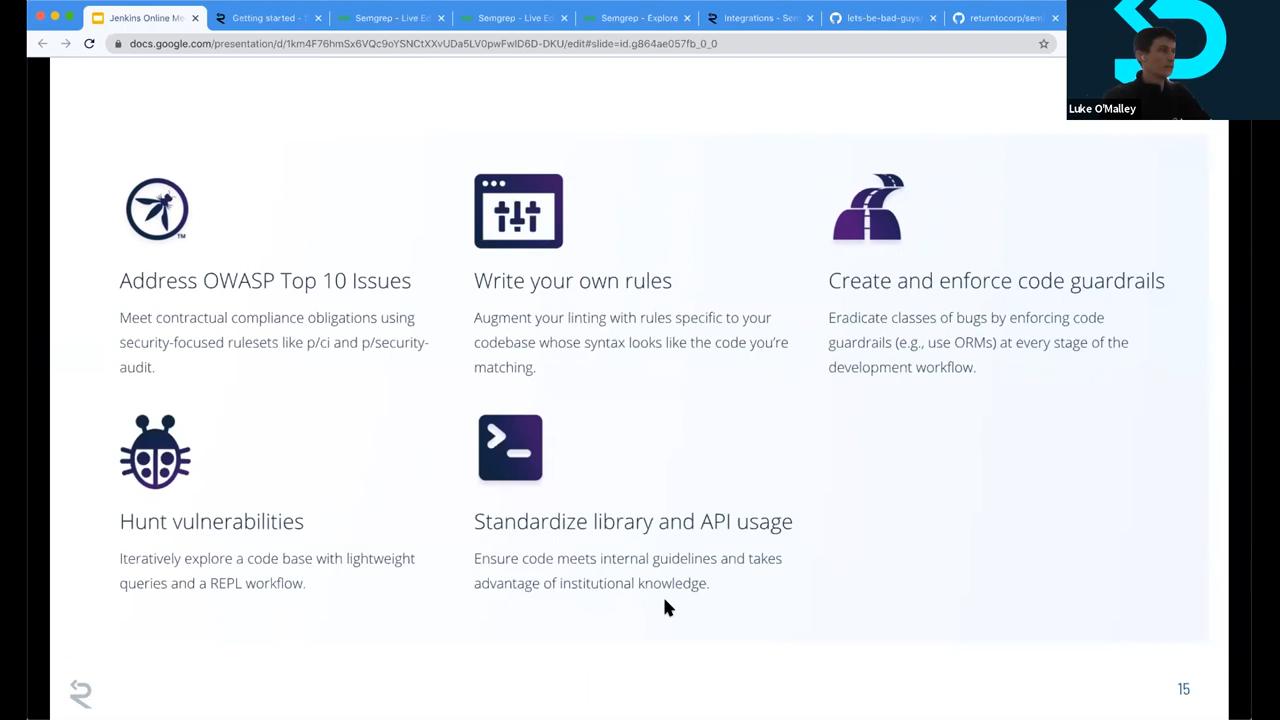 Jenkins Online Me
Getting started - S
Semgrep - Live Ed
Semgrep - Live Ed
Semgrep - Explore
Integrations - Sem
lets-be-bad-guys/
returntocorp/sem
docs.google.com/presentation/d/1km4F76hmSx6VQc9oYSNCtXXvUDa5LV0pwFwID6D-DKU/edit#slide=id.g864ae057fb_0_0
Luke O'Malley
TM
Address OWASP Top 10 Issues
Meet contractual compliance obligations using
security-focused rulesets like p/ci and p/security-
audit.
Write your own rules
Augment your linting with rules specific to your
codebase whose syntax looks like the code you're
matching.
Create and enforce code guardrails
Eradicate classes of bugs by enforcing code
guardrails (e.g., use ORMs) at every stage of the
development workflow.
Hunt vulnerabilities
Iteratively explore a code base with lightweight
queries and a REPL workflow.
Standardize library and API usage
Ensure code meets internal guidelines and takes
advantage of institutional knowledge.
15